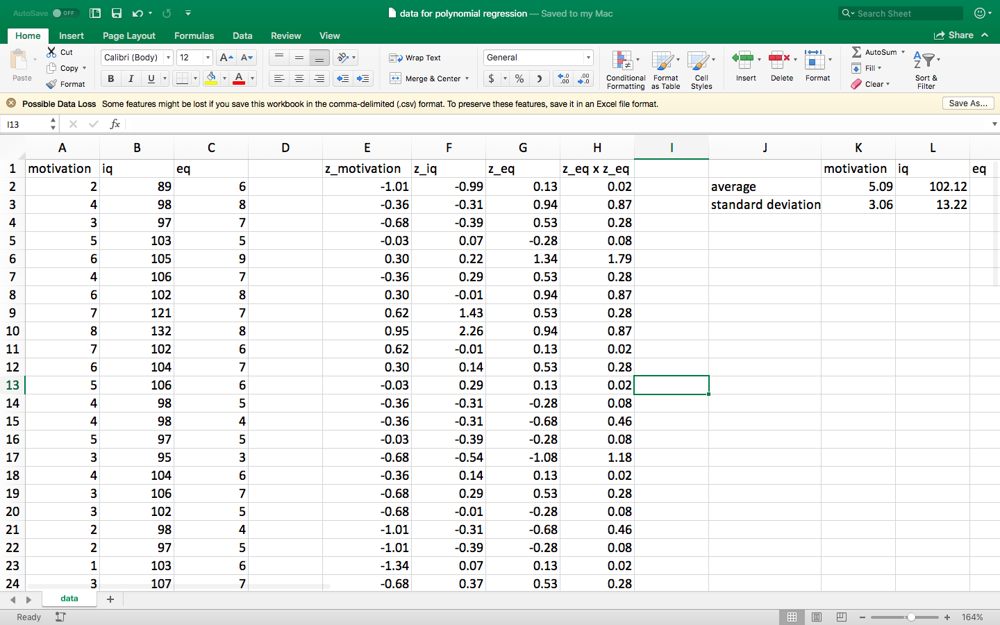 AutoSave OFF data for polynomial regression — Saved to my Mac Search Sheet
Home Insert Page Layout Formulas Data Review View Share
Paste Cut Copy Format
Calibri (Body) 12 A A
B I U A
Wrap Text
Merge & Center
General
$ % )
Conditional Formatting
Format as Table
Cell Styles
Insert Delete Format
AutoSum
Fill
Clear
Sort & Filter
Possible Data Loss Some features might be lost if you save this workbook in the comma-delimited (.csv) format. To preserve these features, save it in an Excel file format. Save As...
I13 fx
A B C D E F G H I J K L
1 motivation iq eq z_motivation z_iq z_eq z_eq x z_eq motivation iq eq
2 2 89 6 -1.01 -0.99 0.13 0.02 average 5.09 102.12
3 4 98 8 -0.36 -0.31 0.94 0.87 standard deviation 3.06 13.22
4 3 97 7 -0.68 -0.39 0.53 0.28
5 5 103 5 -0.03 0.07 -0.28 0.08
6 6 105 9 0.30 0.22 1.34 1.79
7 4 106 7 -0.36 0.29 0.53 0.28
8 6 102 8 0.30 -0.01 0.94 0.87
9 7 121 7 0.62 1.43 0.53 0.28
10 8 132 8 0.95 2.26 0.94 0.87
11 7 102 6 0.62 -0.01 0.13 0.02
12 6 104 7 0.30 0.14 0.53 0.28
13 5 106 6 -0.03 0.29 0.13 0.02
14 4 98 5 -0.36 -0.31 -0.28 0.08
15 4 98 4 -0.36 -0.31 -0.68 0.46
16 5 97 5 -0.03 -0.39 -0.28 0.08
17 3 95 3 -0.68 -0.54 -1.08 1.18
18 4 104 6 -0.36 0.14 0.13 0.02
19 3 106 7 -0.68 0.29 0.53 0.28
20 3 102 5 -0.68 -0.01 -0.28 0.08
21 2 98 4 -1.01 -0.31 -0.68 0.46
22 2 97 5 -1.01 -0.39 -0.28 0.08
23 1 103 6 -1.34 0.07 0.13 0.02
24 3 107 7 -0.68 0.37 0.53 0.28
data +
Ready 164%